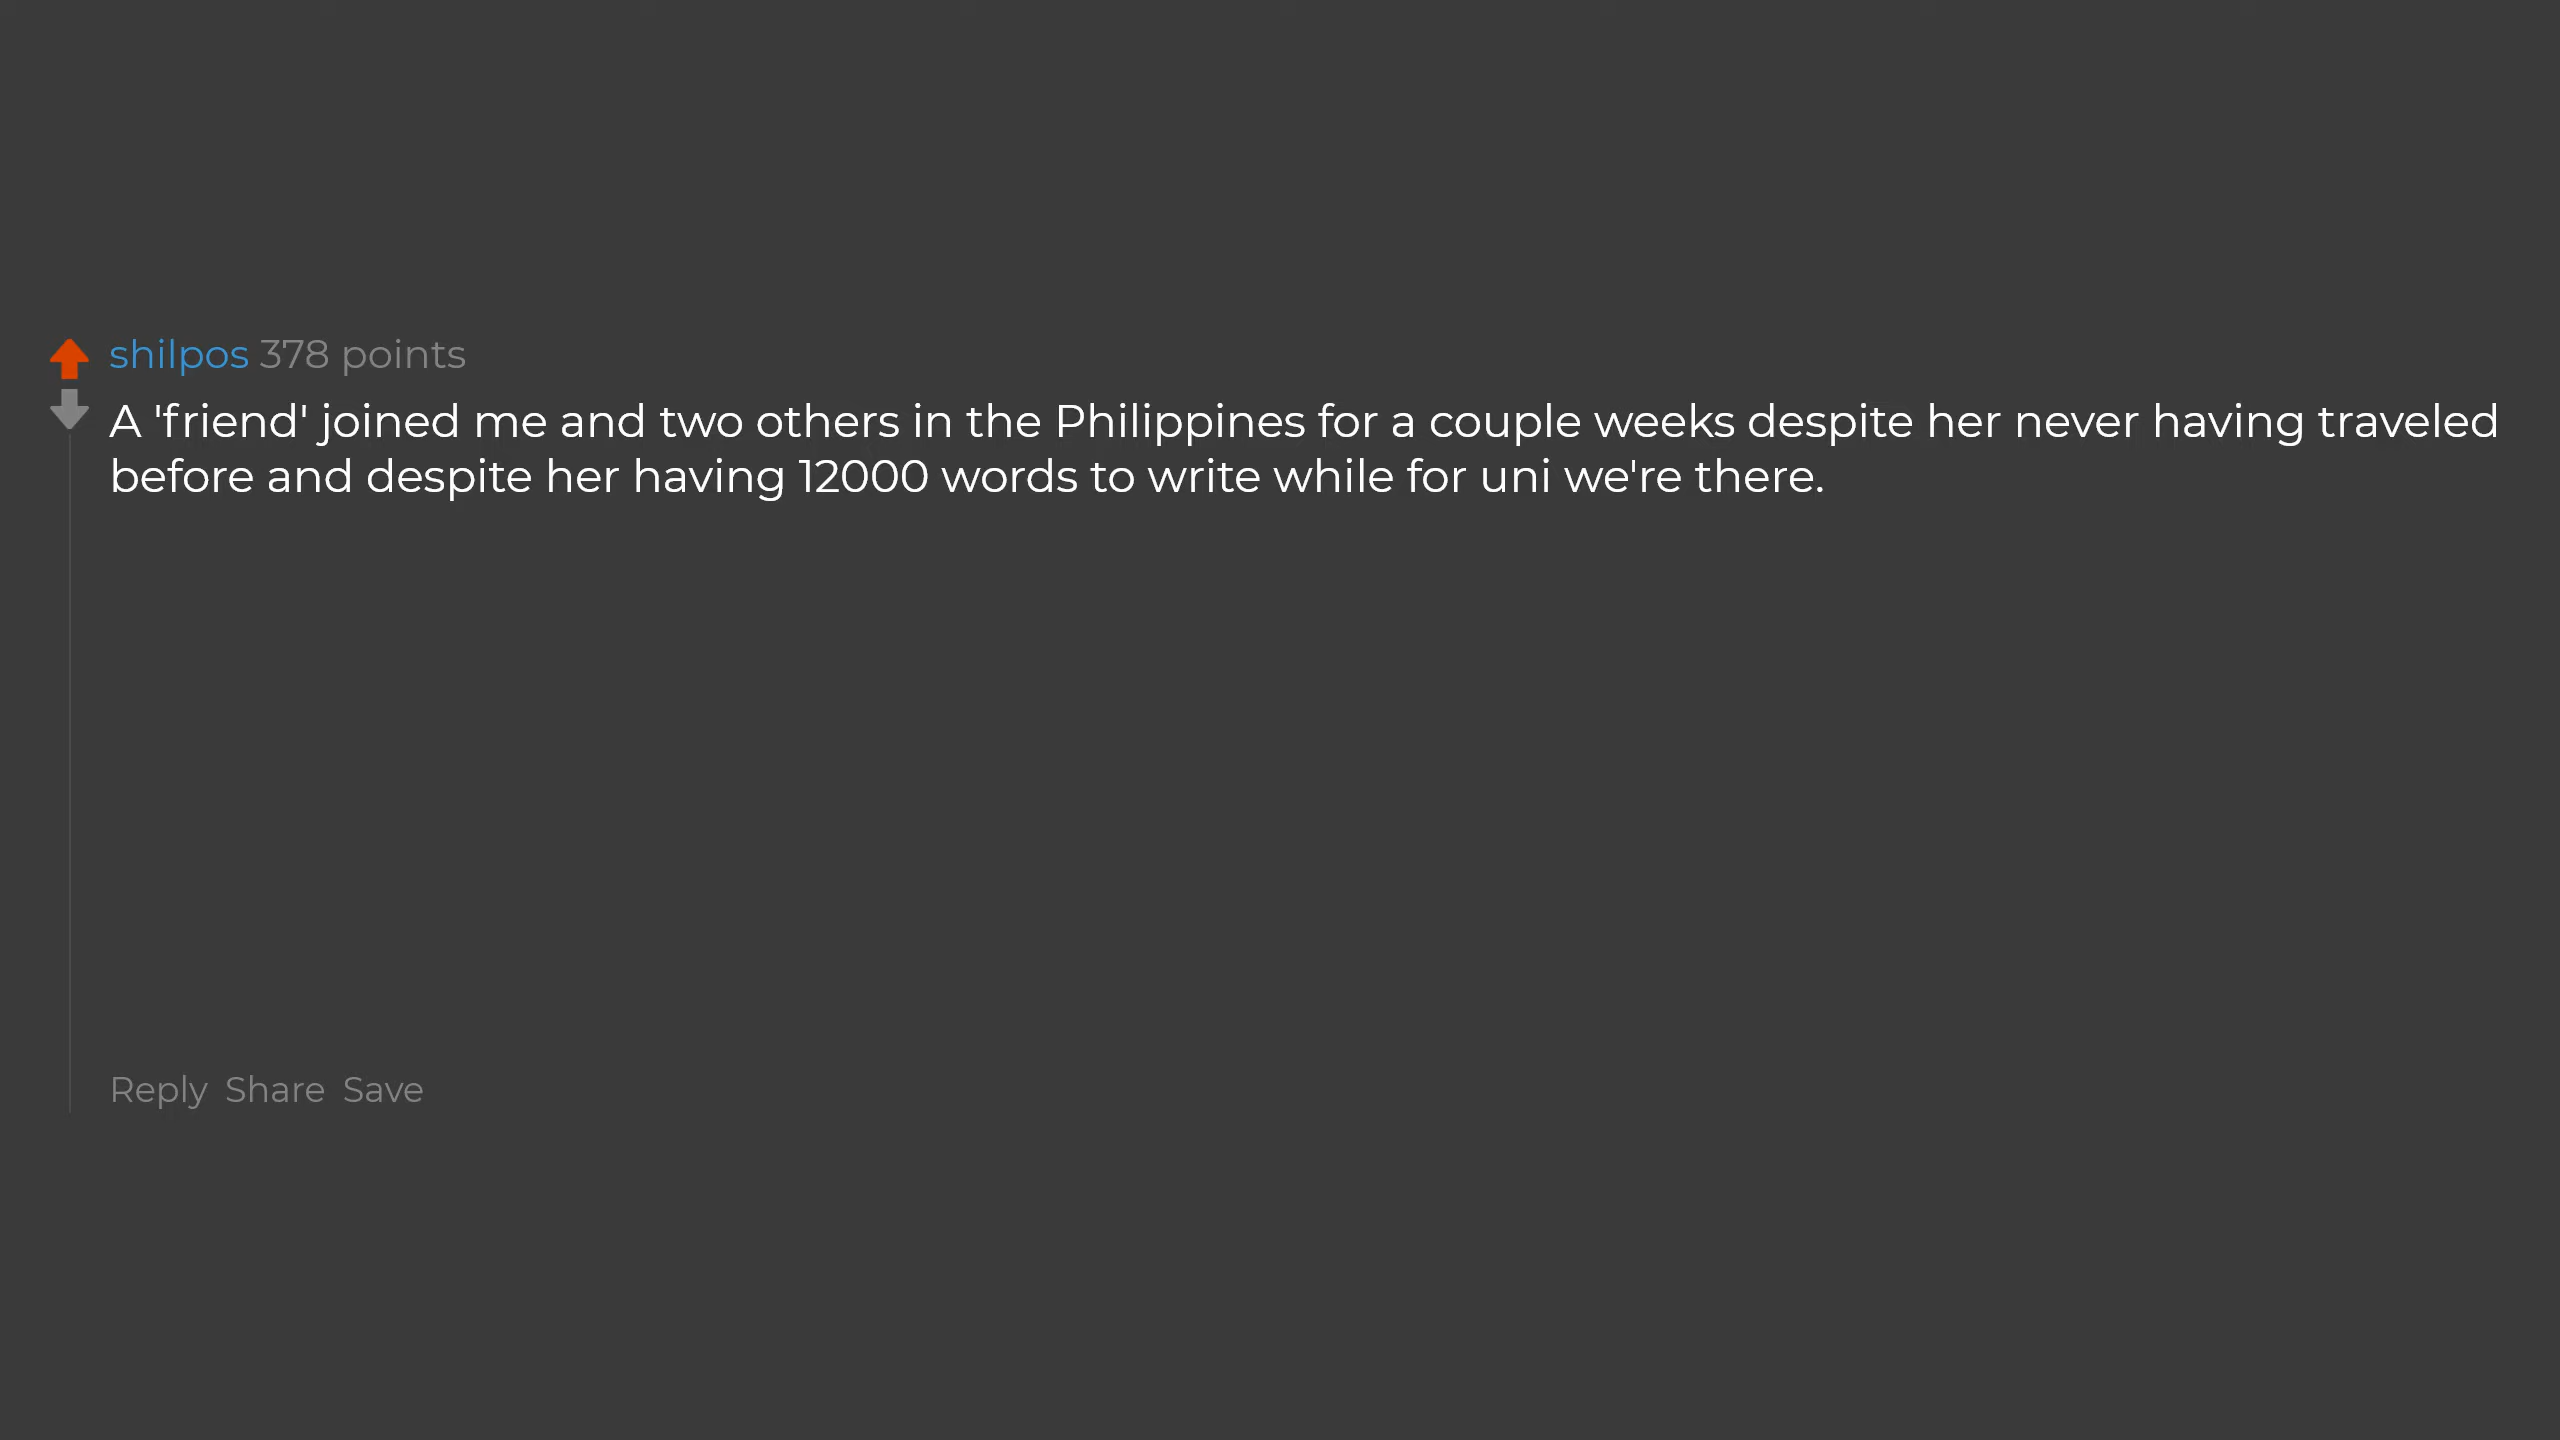 shilpos 378 points
A 'friend' joined me and two others in the Philippines for a couple weeks despite her never having traveled
before and despite her having 12000 words to write while for uni we're there.
Reply Share Save